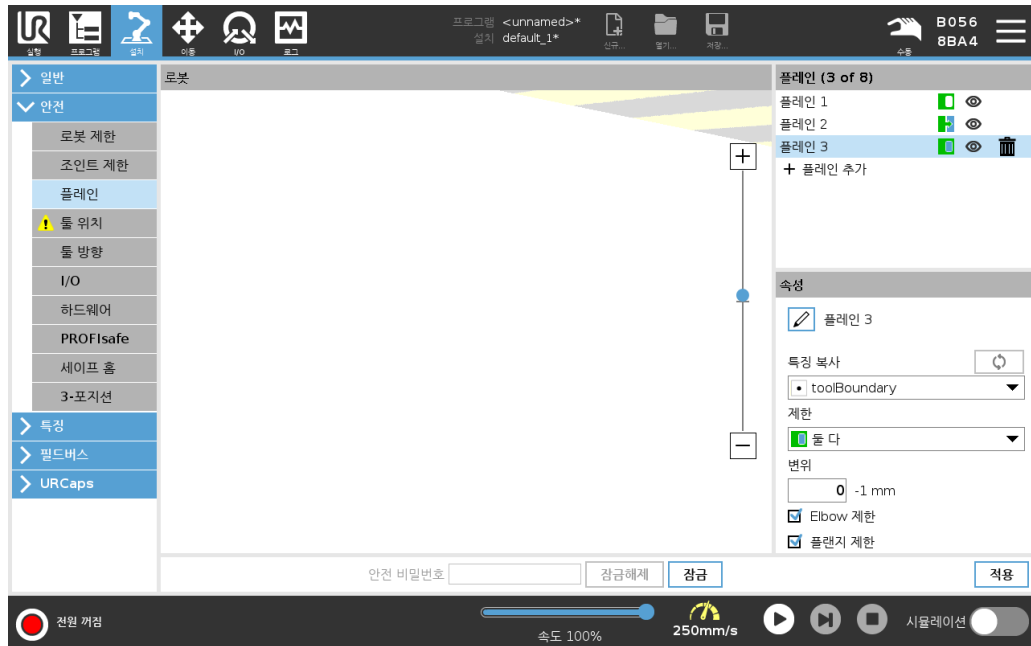 UR
프로그램 <unnamed>*
설치 default_1*
B056
8BA4
실행 프로그램 설치 이동 I/O 로그 신규... 열기... 저장... 수동
일반
안전
로봇 제한
조인트 제한
플레인
툴 위치
툴 방향
I/O
하드웨어
PROFIsafe
세이프 홈
3-포지션
특징
필드버스
URCaps
로봇
플레인 (3 of 8)
플레인 1
플레인 2
플레인 3
플레인 추가
속성
플레인 3
특징 복사
toolBoundary
제한
둘 다
변위
0 -1 mm
Elbow 제한
플랜지 제한
안전 비밀번호 잠금해제 잠금 적용
전원 꺼짐
속도 100%
250mm/s
시뮬레이션